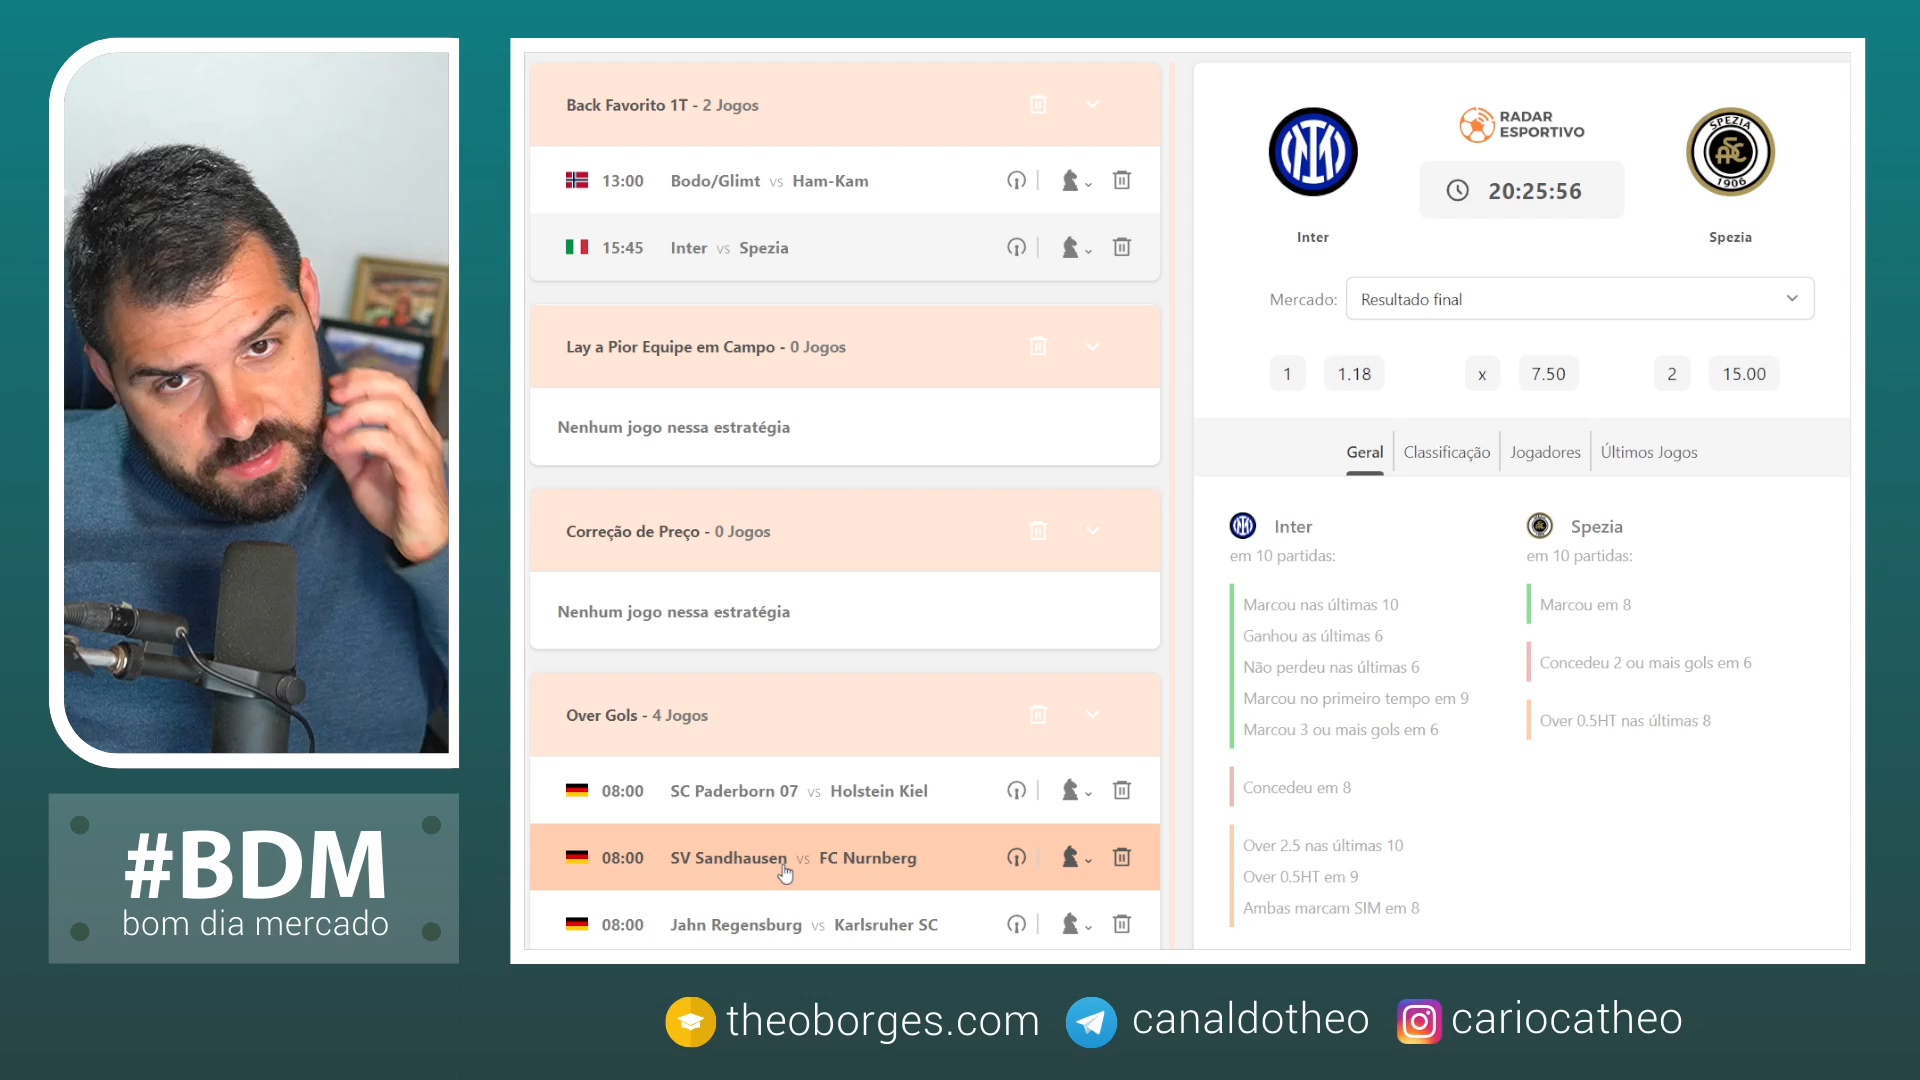 Back Favorito 1T - 2 Jogos
13:00 Bodo/Glimt vs Ham-Kam
15:45 Inter vs Spezia
Lay a Pior Equipe em Campo - 0 Jogos
Nenhum jogo nessa estratégia
Correção de Preço - 0 Jogos
Nenhum jogo nessa estratégia
Over Gols - 4 Jogos
08:00 SC Paderborn 07 vs Holstein Kiel
08:00 SV Sandhausen vs FC Nurnberg
08:00 Jahn Regensburg vs Karlsruher SC
RADAR
ESPORTIVO
SPEZIA
ASC
1906
20:25:56
Inter
Spezia
Mercado: Resultado final
1 1.18 x 7.50 2 15.00
Geral Classificação Jogadores Últimos Jogos
Inter
em 10 partidas:
Marcou nas últimas 10
Ganhou as últimas 6
Não perdeu nas últimas 6
Marcou no primeiro tempo em 9
Marcou 3 ou mais gols em 6
Concedeu em 8
Over 2.5 nas últimas 10
Over 0.5HT em 9
Ambas marcam SIM em 8
Spezia
em 10 partidas:
Marcou em 8
Concedeu 2 ou mais gols em 6
Over 0.5HT nas últimas 8
#BDM
bom dia mercado
theoborges.com
canaldotheo
cariocatheo